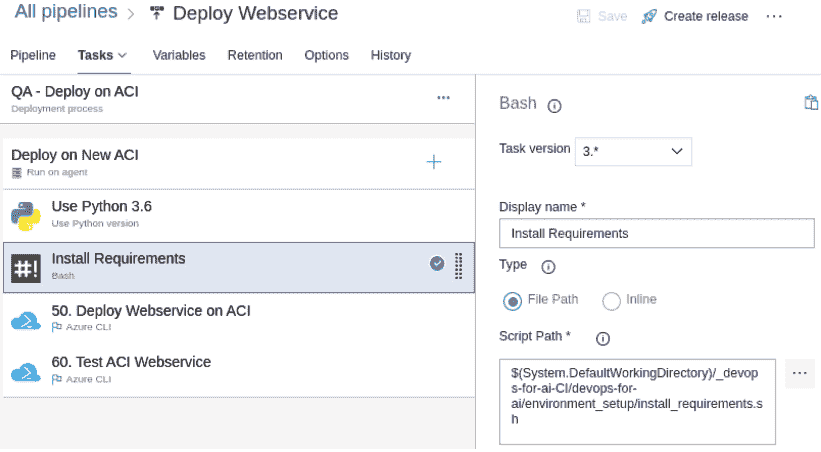 All pipelines > Deploy Webservice
Save Create release ...
Pipeline Tasks Variables Retention Options History
QA - Deploy on ACI
Deployment process
...
Deploy on New ACI
Run on agent
Use Python 3.6
Use Python version
Install Requirements
Bash
50. Deploy Webservice on ACI
Azure CLI
60. Test ACI Webservice
Azure CLI
Bash
Task version 3.*
Display name *
Install Requirements
Type
File Path Inline
Script Path *
$(System.DefaultWorkingDirectory)/_devop
s-for-ai-CI/devops-for-
ai/environment_setup/install_requirements.s
h
...